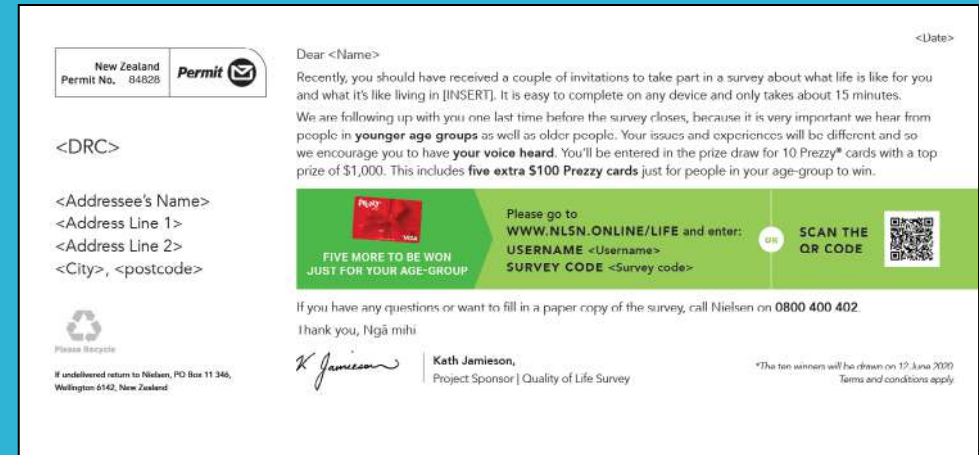 New Zealand
Permit No. 84828
Permit
<DRC>
<Addressee's Name>
<Address Line 1>
<Address Line 2>
<City>, <postcode>
Please Recycle
If undelivered return to Nielsen, PO Box 11 346,
Wellington 6142, New Zealand
<Date>
Dear <Name>
Recently, you should have received a couple of invitations to take part in a survey about what life is like for you
and what it's like living in [INSERT]. It is easy to complete on any device and only takes about 15 minutes.
We are following up with you one last time before the survey closes, because it is very important we hear from
people in younger age groups as well as older people. Your issues and experiences will be different and so
we encourage you to have your voice heard. You'll be entered in the prize draw for 10 Prezzy* cards with a top
prize of $1,000. This includes five extra $100 Prezzy cards just for people in your age-group to win.
Prezzy
VISA
FIVE MORE TO BE WON
JUST FOR YOUR AGE-GROUP
Please go to
WWW.NLSN.ONLINE/LIFE and enter:
USERNAME <Username>
SURVEY CODE <Survey code>
OR
SCAN THE
QR CODE
If you have any questions or want to fill in a paper copy of the survey, call Nielsen on 0800 400 402.
Thank you, Ngā mihi
K Jamieson
Kath Jamieson,
Project Sponsor | Quality of Life Survey
*The ten winners will be drawn on 12 June 2020
Terms and conditions apply